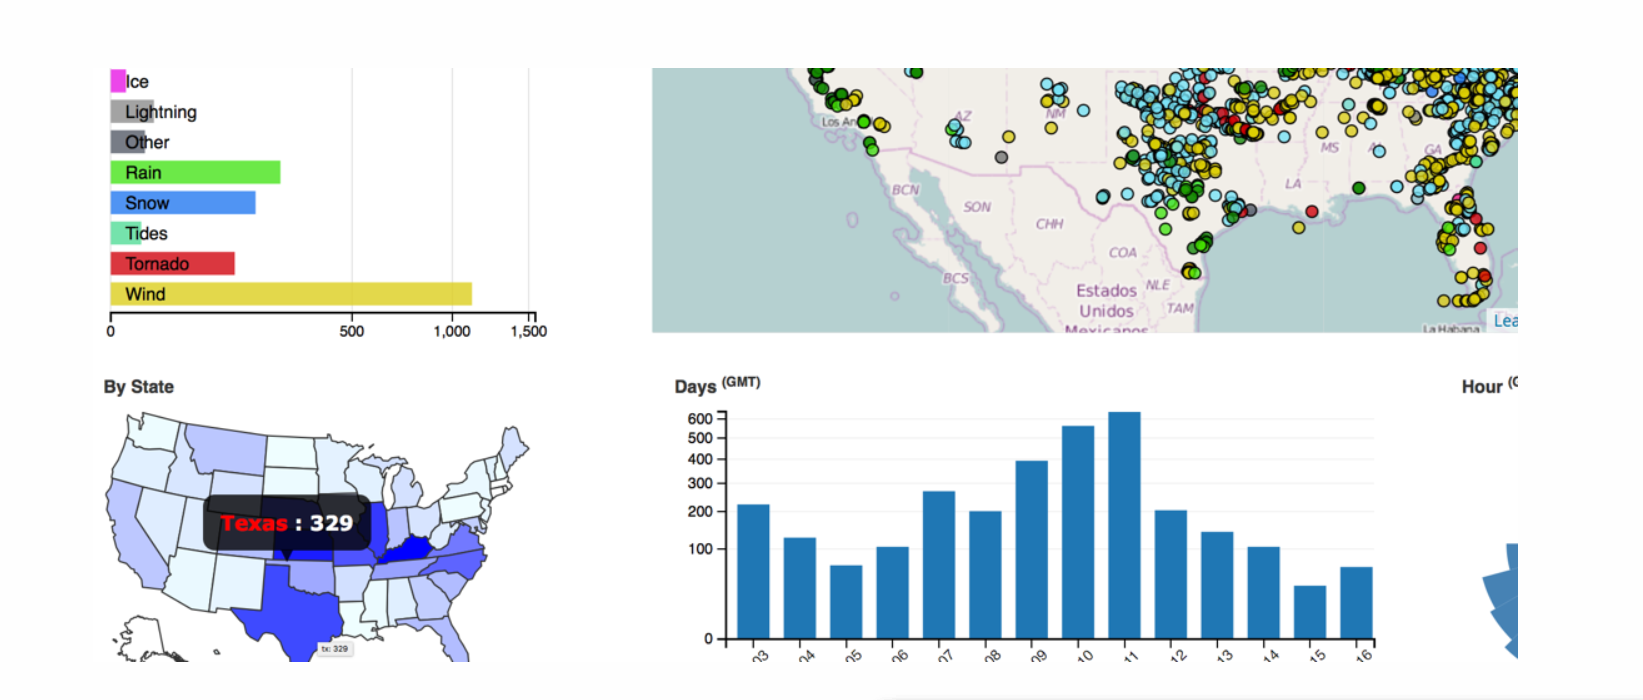 Ice
Lightning
Other
Rain
Snow
Tides
Tornado
Wind
0 500 1,000 1,500
Los An
AZ
NM
MS
GA
LA
BCN
SON
CHH
COA
BCS
NLE
TAM
Estados
Unidos
Mexicanos
La Habana
Lea
By State
Texas : 329
tx: 329
Days (GMT)
600
500
400
300
200
100
0
03 04 05 06 07 08 09 10 11 12 13 14 15 16
Hour (G